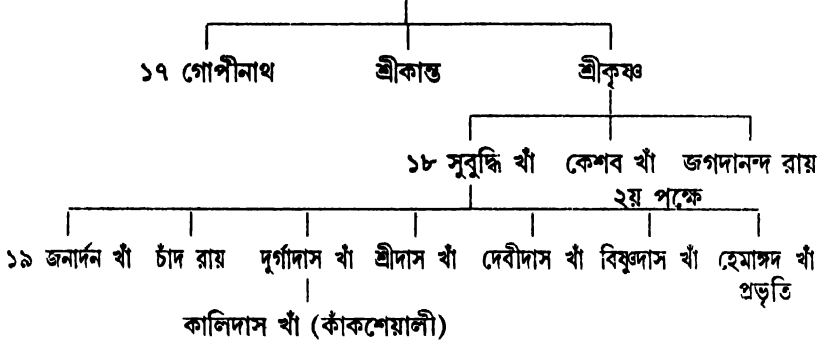 ১৭ গোপীনাথ শ্রীকান্ত শ্রীকৃষ্ণ
১৮ সুবুদ্ধি খাঁ কেশব খাঁ জগদানন্দ রায়
২য় পক্ষে
১৯ জনার্দন খাঁ চাঁদ রায় দুর্গাদাস খাঁ শ্রীদাস খাঁ দেবীদাস খাঁ বিষ্ণুদাস খাঁ হেমাঙ্গদ খাঁ
প্রভৃতি
কালিদাস খাঁ (কাঁকশেয়ালী)